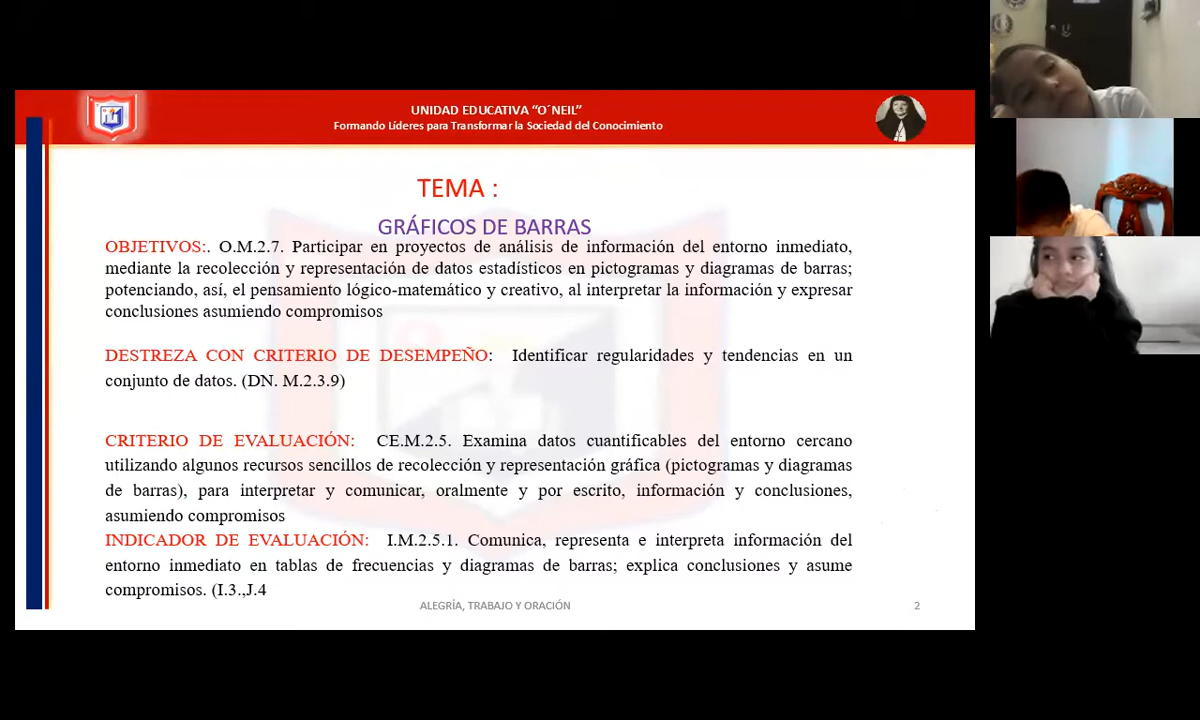 UNIDAD EDUCATIVA “O´NEIL”
Formando Líderes para Transformar la Sociedad del Conocimiento
TEMA :
GRÁFICOS DE BARRAS
OBJETIVOS:. O.M.2.7. Participar en proyectos de análisis de información del entorno inmediato,
mediante la recolección y representación de datos estadísticos en pictogramas y diagramas de barras;
potenciando, así, el pensamiento lógico-matemático y creativo, al interpretar la información y expresar
conclusiones asumiendo compromisos
DESTREZA CON CRITERIO DE DESEMPEÑO: Identificar regularidades y tendencias en un
conjunto de datos. (DN. M.2.3.9)
CRITERIO DE EVALUACIÓN: CE.M.2.5. Examina datos cuantificables del entorno cercano
utilizando algunos recursos sencillos de recolección y representación gráfica (pictogramas y diagramas
de barras), para interpretar y comunicar, oralmente y por escrito, información y conclusiones,
asumiendo compromisos
INDICADOR DE EVALUACIÓN: I.M.2.5.1. Comunica, representa e interpreta información del
entorno inmediato en tablas de frecuencias y diagramas de barras; explica conclusiones y asume
compromisos. (I.3.,J.4
ALEGRÍA, TRABAJO Y ORACIÓN
2